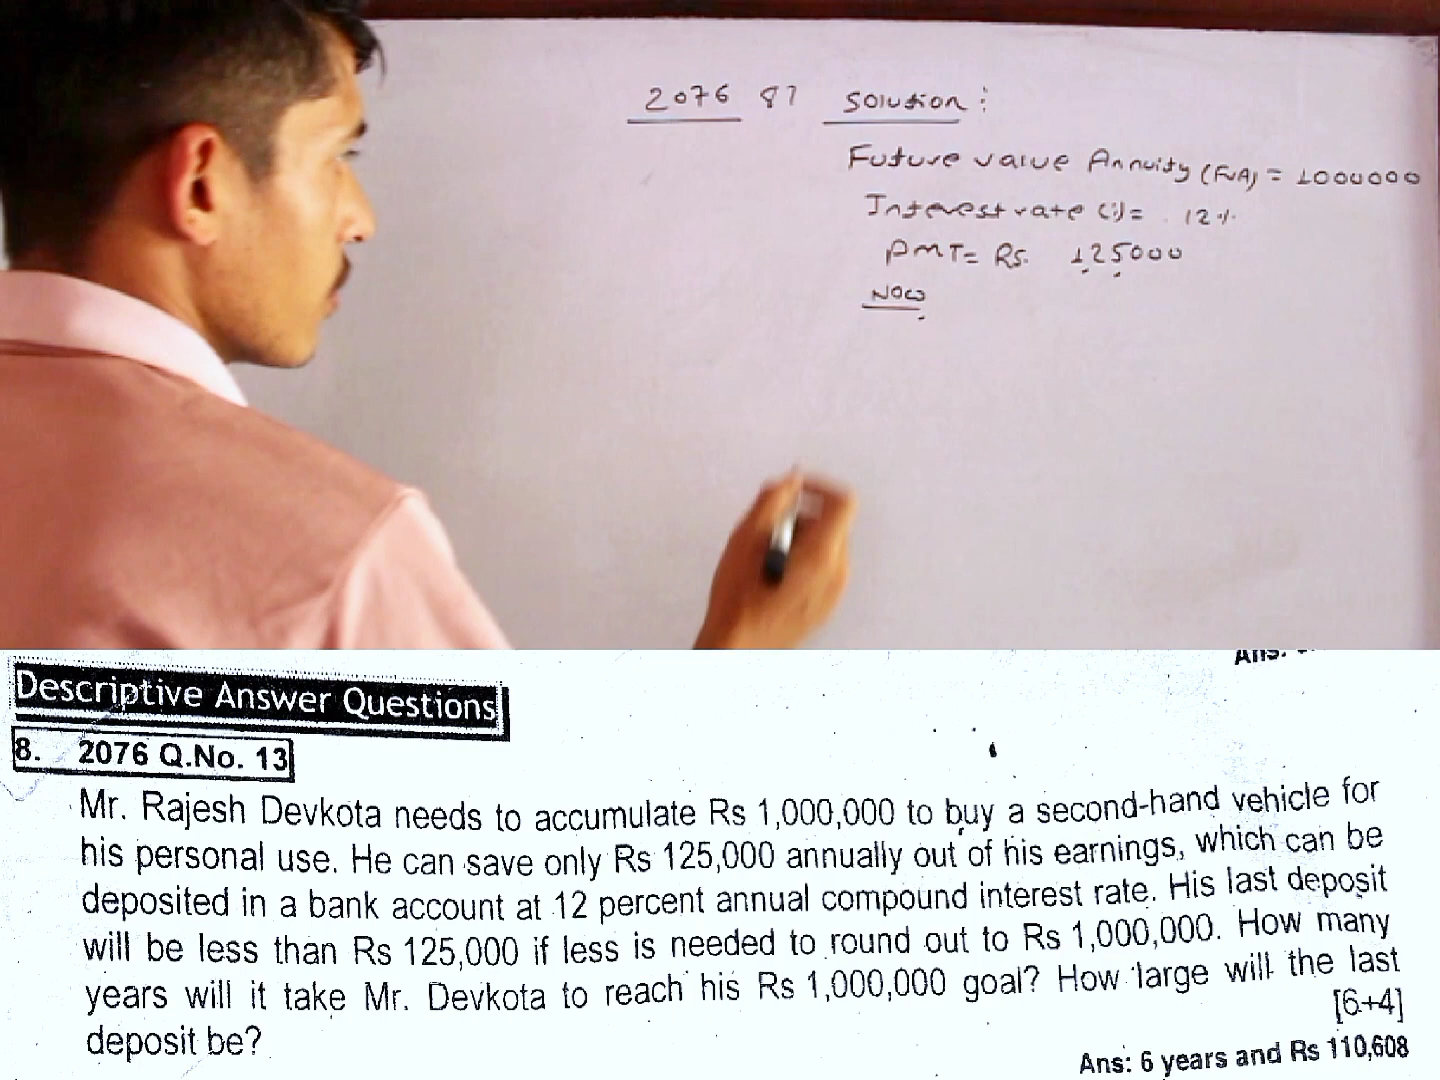 2076 87 Solution:
Future value Annuity (FVA) = 1000000
Interest rate (i) = 12%
PMT = Rs. 125000
Now
Descriptive Answer Questions
8. 2076 Q.No. 13
Mr. Rajesh Devkota needs to accumulate Rs 1,000,000 to buy a second-hand vehicle for
his personal use. He can save only Rs 125,000 annually out of his earnings, which can be
deposited in a bank account at 12 percent annual compound interest rate. His last deposit
will be less than Rs 125,000 if less is needed to round out to Rs 1,000,000. How many
years will it take Mr. Devkota to reach his Rs 1,000,000 goal? How large will the last
deposit be?
[6+4]
Ans: 6 years and Rs 110,608